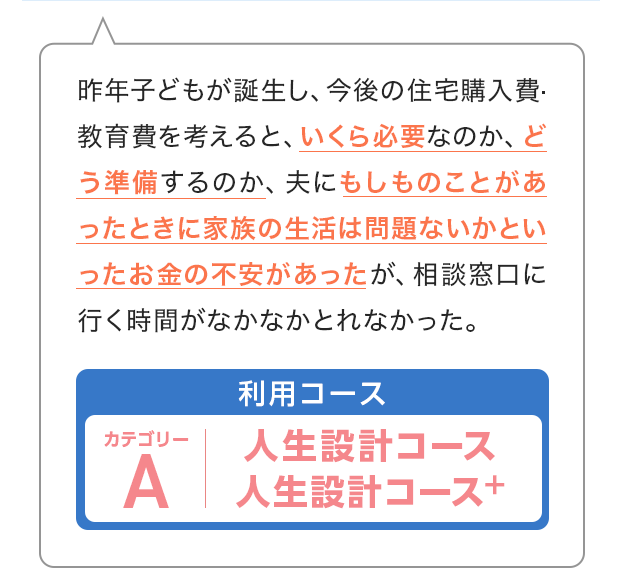 昨年子どもが誕生し、今後の住宅購入費・
教育費を考えると、いくら必要なのか、ど
う準備するのか、夫にもしものことがあ
ったときに家族の生活は問題ないかとい
ったお金の不安があったが、相談窓口に
行く時間がなかなかとれなかった。
利用コース
カテゴリー
A
人生設計コース
人生設計コース+